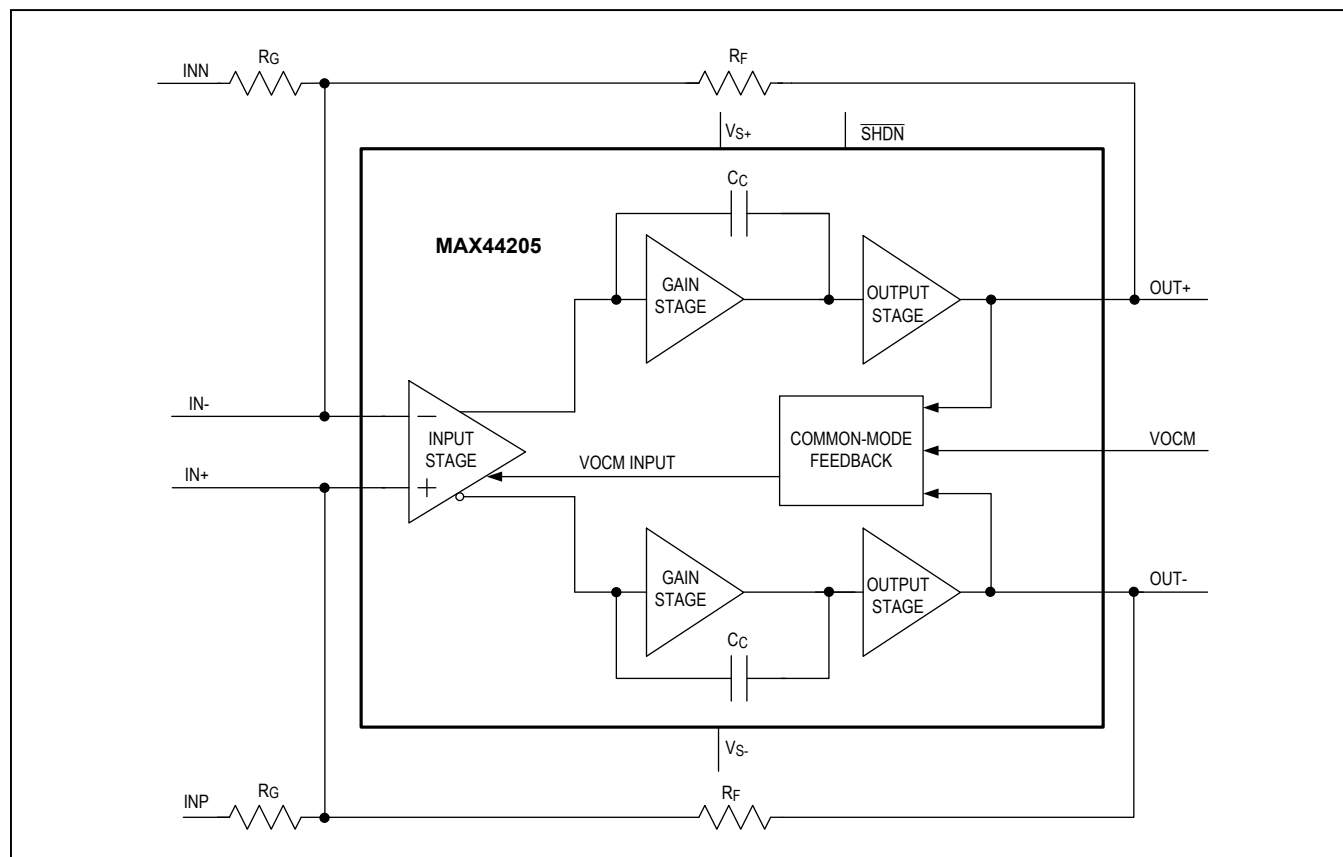 INN
RG
RF
VS+
SHDN
CC
MAX44205
GAIN
STAGE
OUTPUT
STAGE
OUT+
IN-
INPUT
STAGE
COMMON-MODE
FEEDBACK
VOCM
VOCM INPUT
IN+
GAIN
STAGE
OUTPUT
STAGE
OUT-
CC
VS-
INP
RG
RF